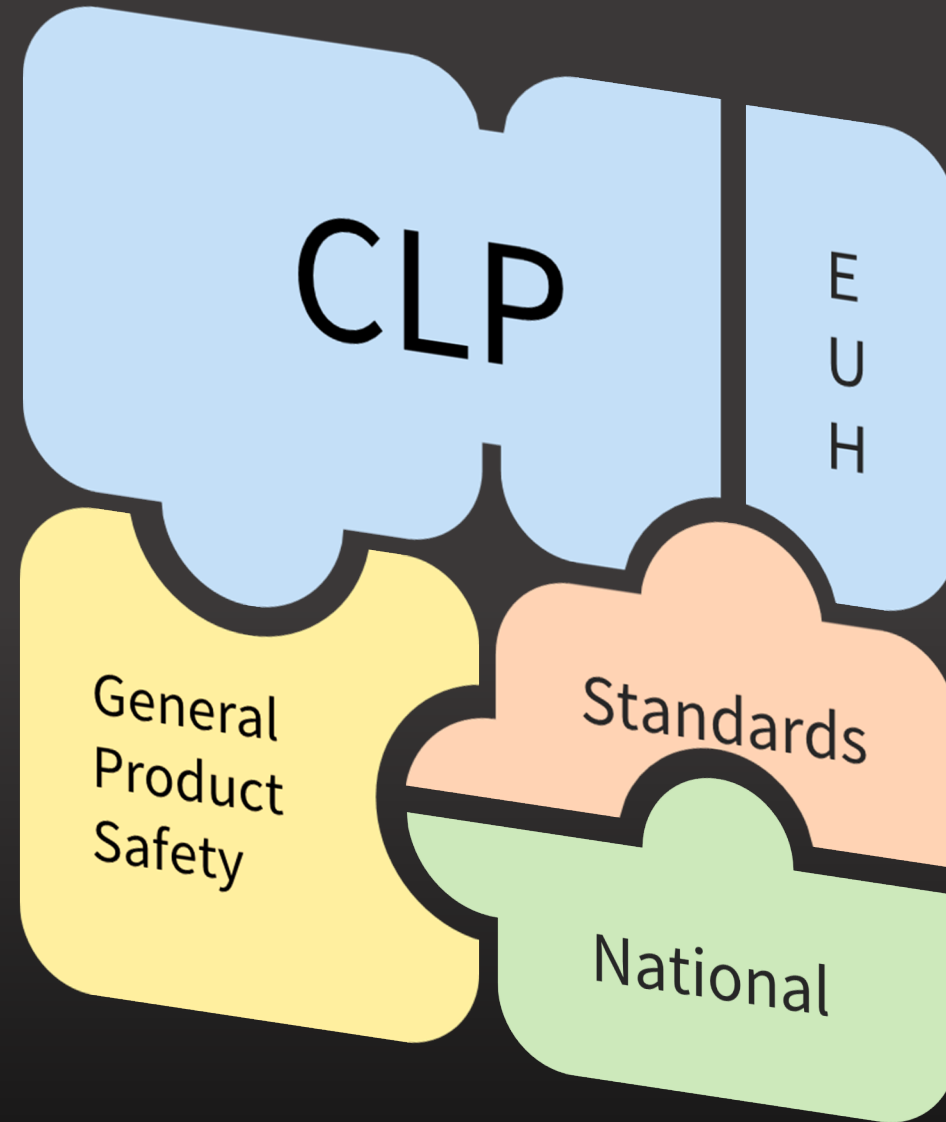 CLP
E
U
H
General
Product
Safety
Standards
National